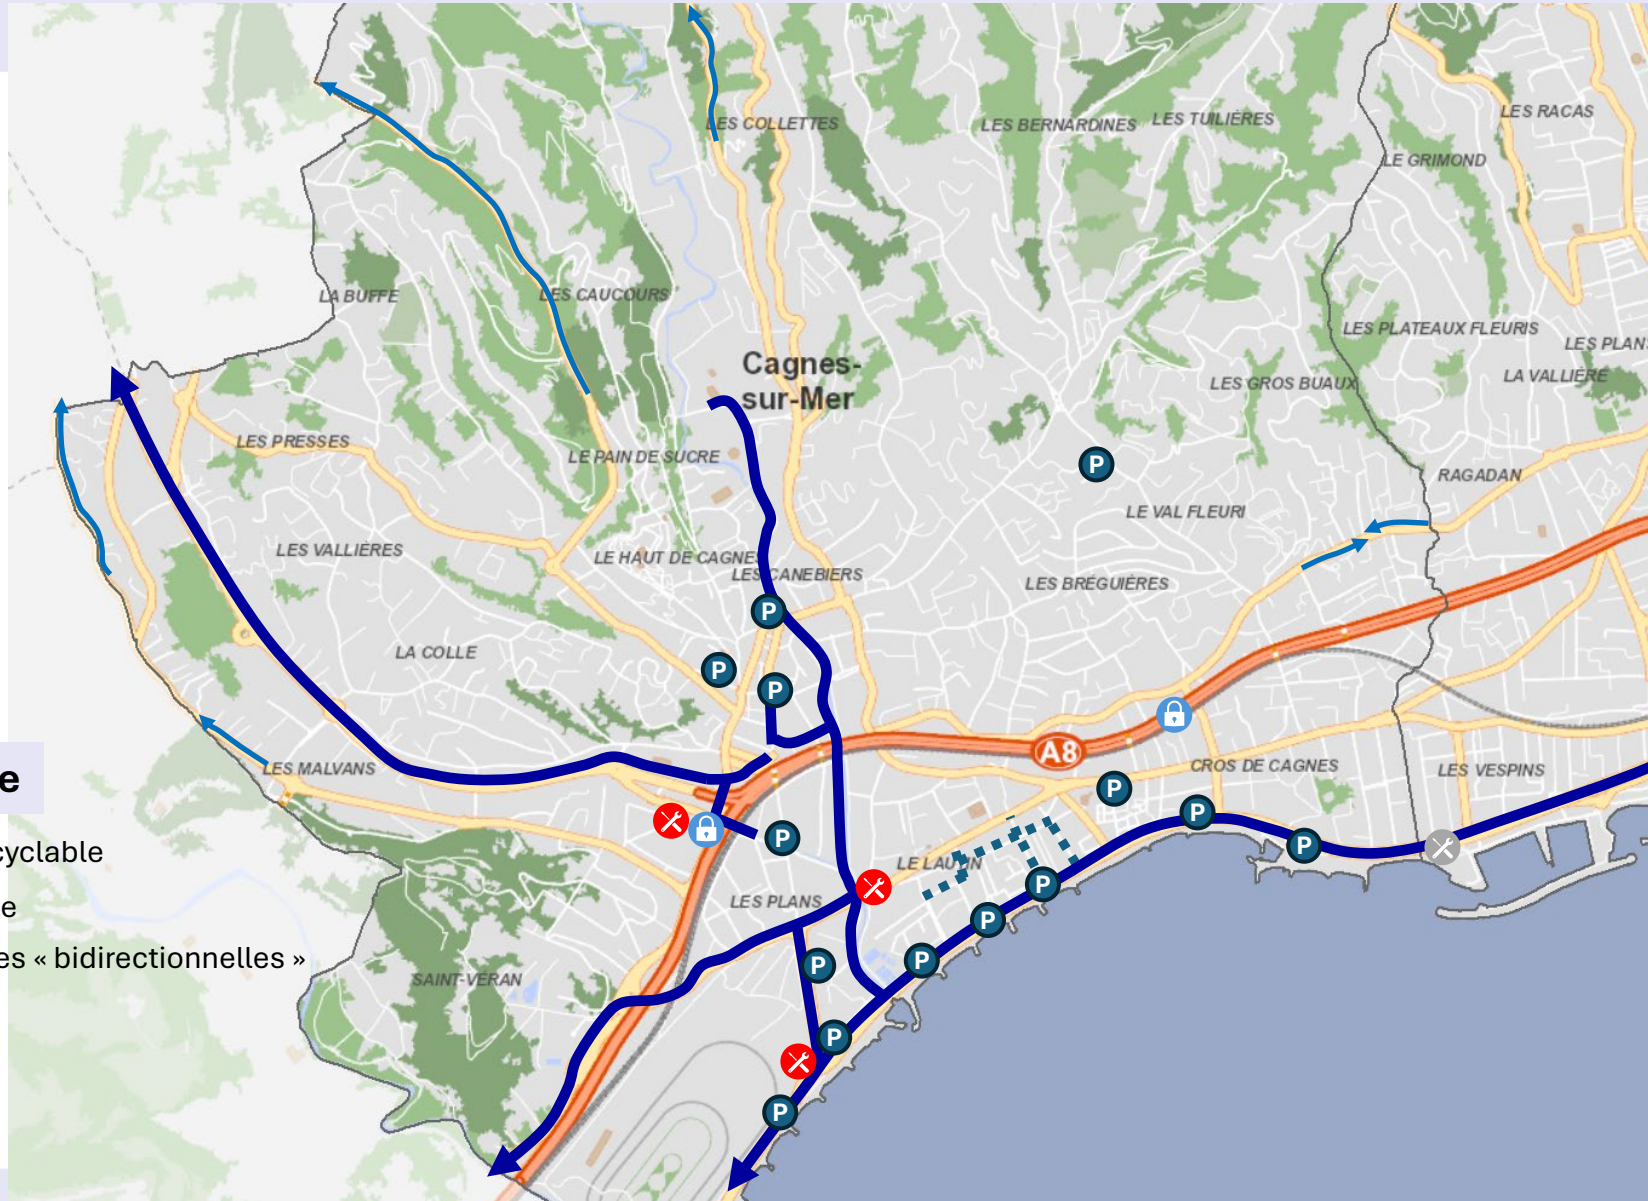 LES COLLETTES
LES BERNARDINES
LES TUILIÈRES
LES RACAS
LE GRIMOND
LA BUFFE
LES CAUCOURS
LES PLATEAUX FLEURIS
LES PLANS
Cagnes-
sur-Mer
LES GROS BUAUX
LA VALLIÈRE
LES PRESSES
LE PAIN DE SUCRE
P
RAGADAN
LE VAL FLEURI
LES VALLIÈRES
LE HAUT DE CAGNES
LES CANEBIERS
LES BRÉGUIÈRES
P
LA COLLE
P
P
A8
LES MALVANS
CROS DE CAGNES
LES VESPINS
e
P
P
P
P
cyclable
LE LAUTIN
P
e
LES PLANS
P
es « bidirectionnelles »
P
P
SAINT-VÉRAN
P
P